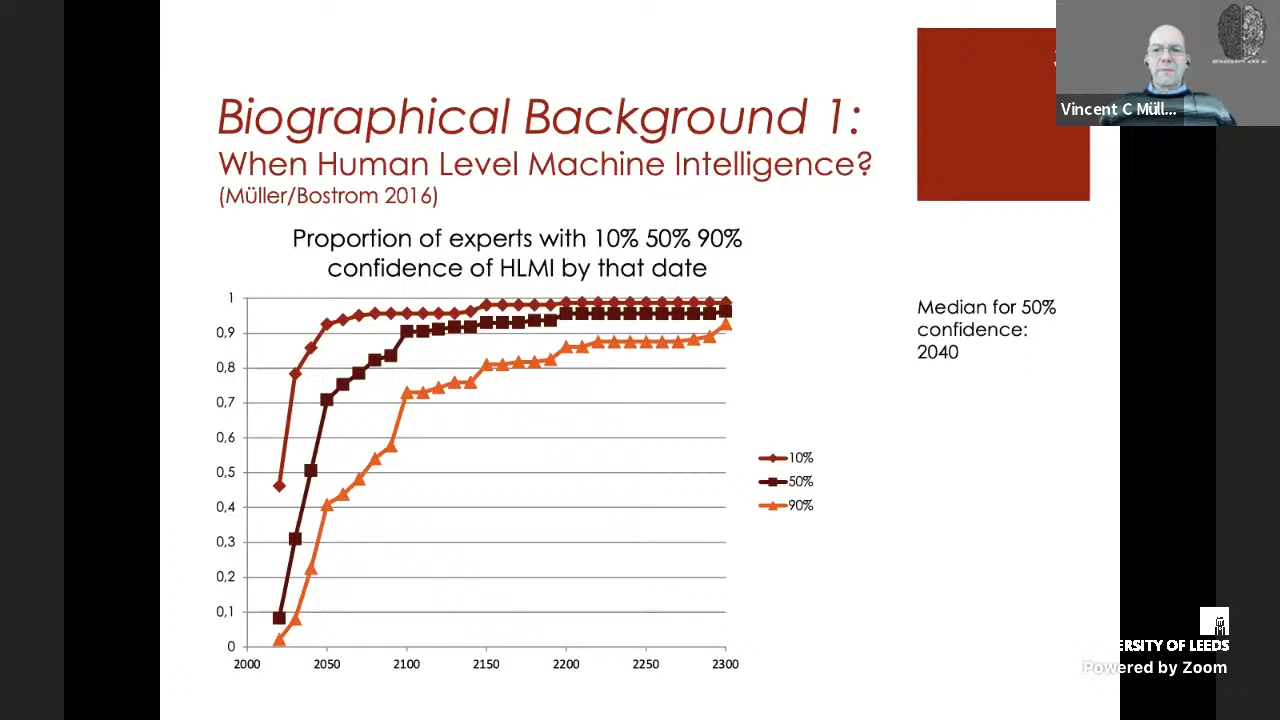 Biographical Background 1:
When Human Level Machine Intelligence?
(Müller/Bostrom 2016)
Vincent C Müll...
Proportion of experts with 10% 50% 90%
confidence of HLMI by that date
1
0,9
0,8
0,7
0,6
0,5
0,4
0,3
0,2
0,1
0
2000 2050 2100 2150 2200 2250 2300
10%
50%
90%
Median for 50%
confidence:
2040
ERSITY OF LEEDS
Powered by Zoom